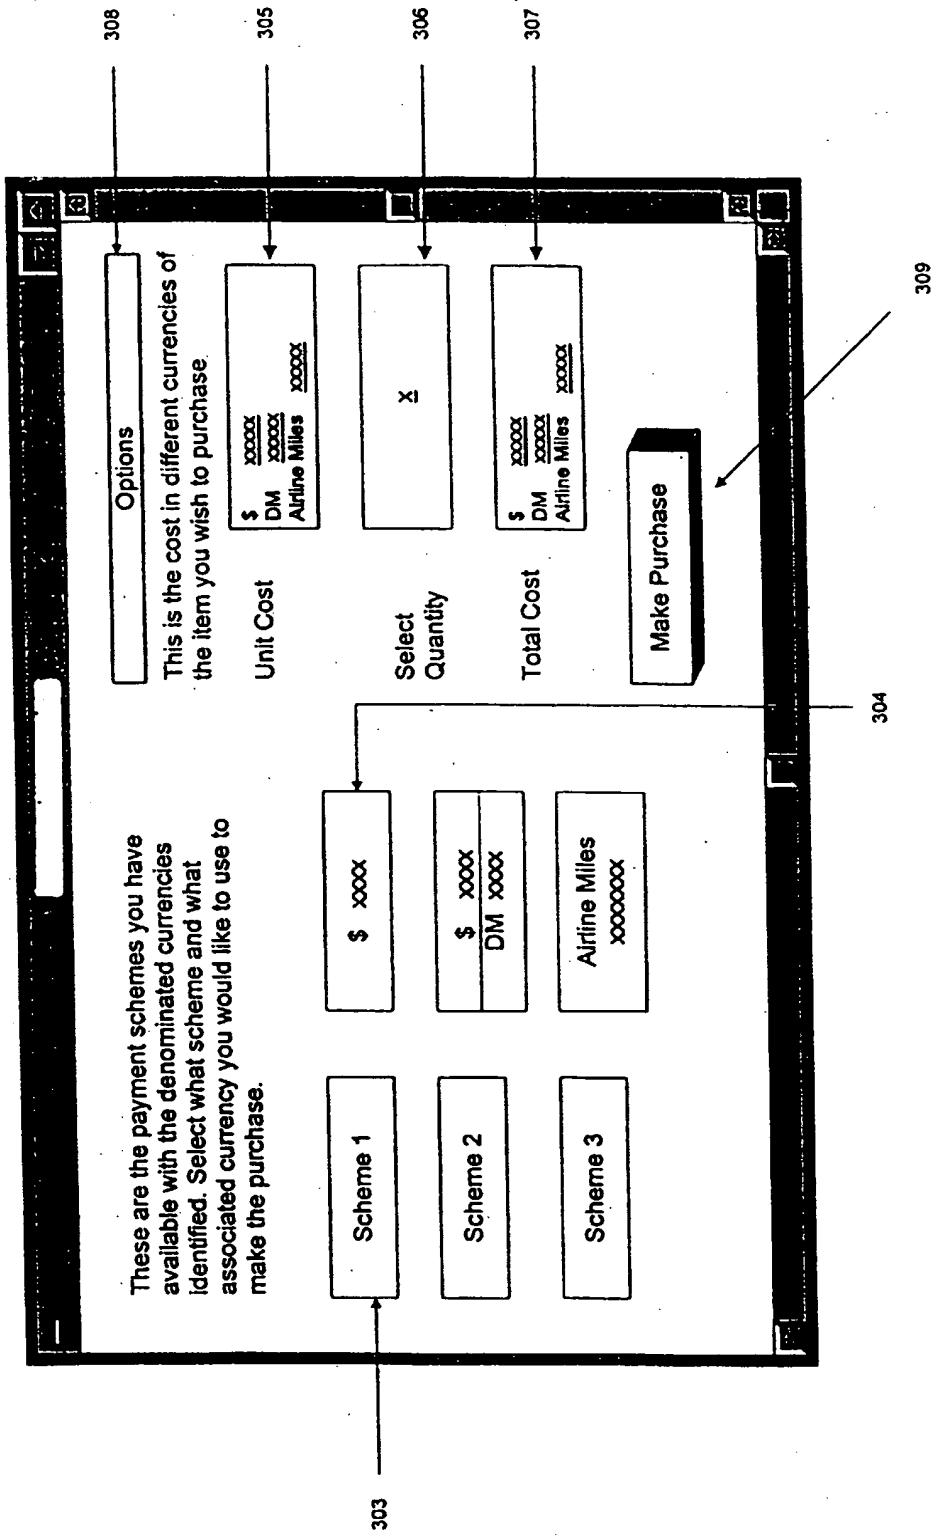 308
305
306
307
Options
This is the cost in different currencies of
the item you wish to purchase
Unit Cost
$ xxxxx
DM xxxxx
Airline Miles xxxxx
Select
Quantity
x
Total Cost
$ xxxxx
DM xxxxx
Airline Miles xxxxx
Make Purchase
309
These are the payment schemes you have
available with the denominated currencies
identified. Select what scheme and what
associated currency you would like to use to
make the purchase.
Scheme 1
$ xxxx
Scheme 2
$ xxxx
DM xxxx
Scheme 3
Airline Miles
xxxxxxx
304
303